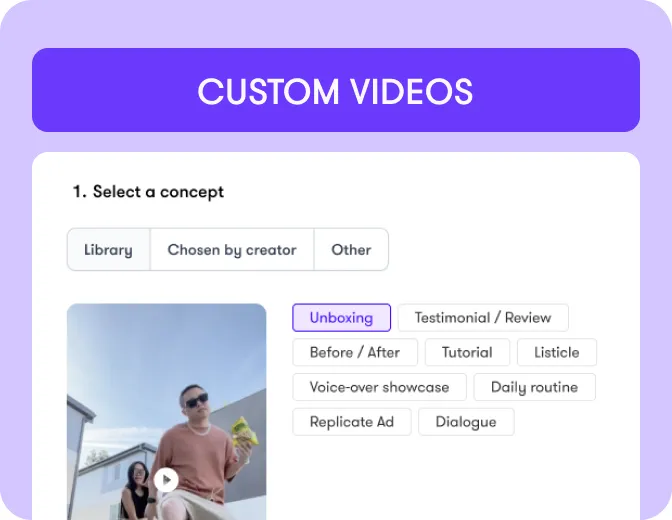 CUSTOM VIDEOS
1. Select a concept
Library Chosen by creator Other
Unboxing Testimonial / Review
Before / After Tutorial Listicle
Voice-over showcase Daily routine
Replicate Ad Dialogue